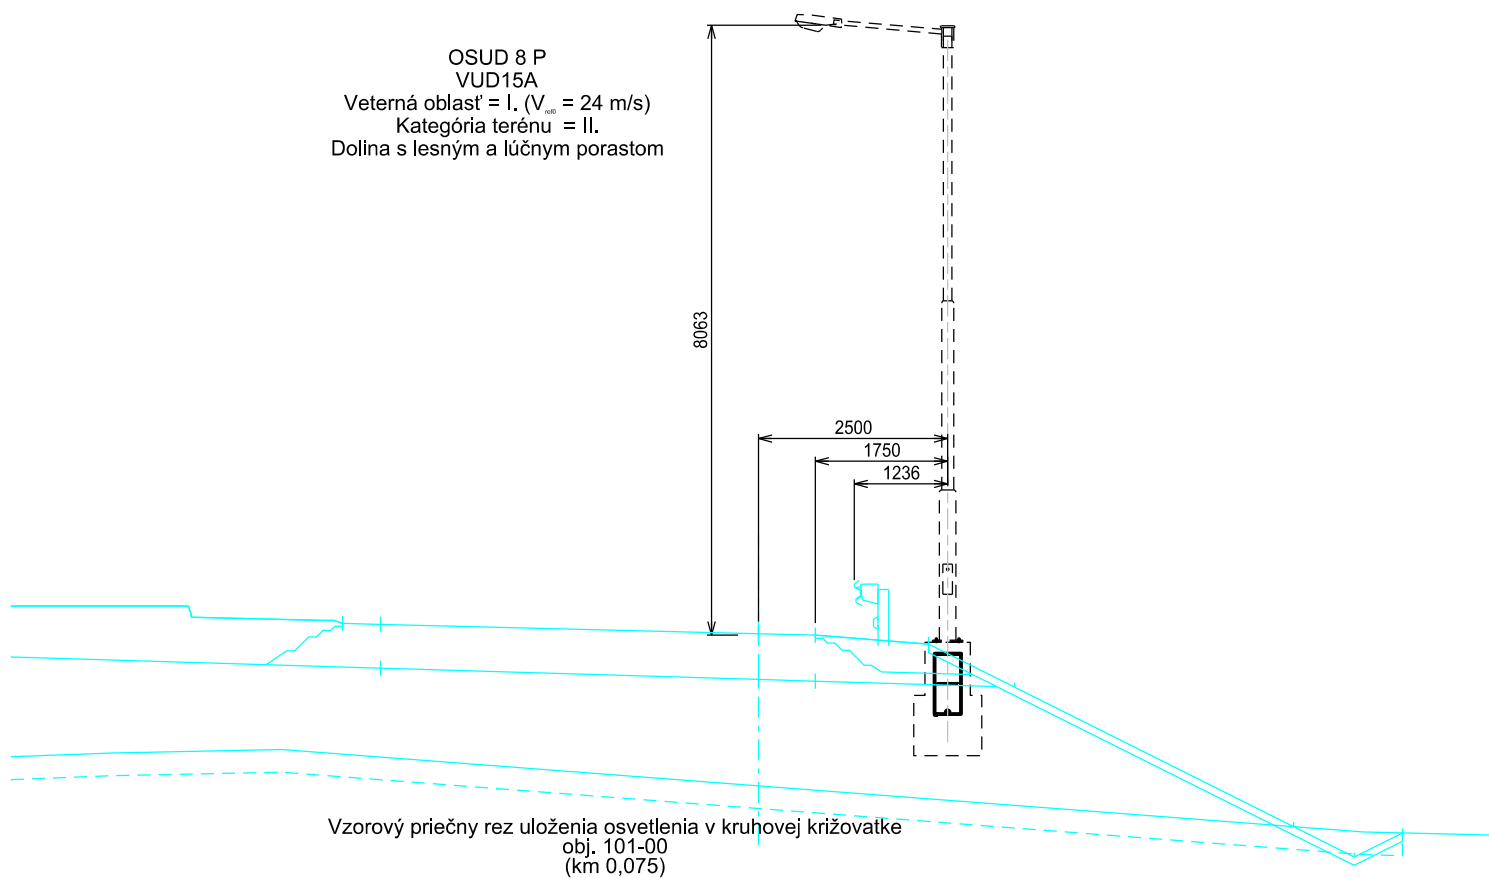 OSUD 8 P
VUD15A
Veterná oblasť = I. (Vref0 = 24 m/s)
Kategória terénu = II.
Dolina s lesným a lúčnym porastom
8063
2500
1750
1236
Vzorový priečny rez uloženia osvetlenia v kruhovej križovatke
obj. 101-00
(km 0,075)